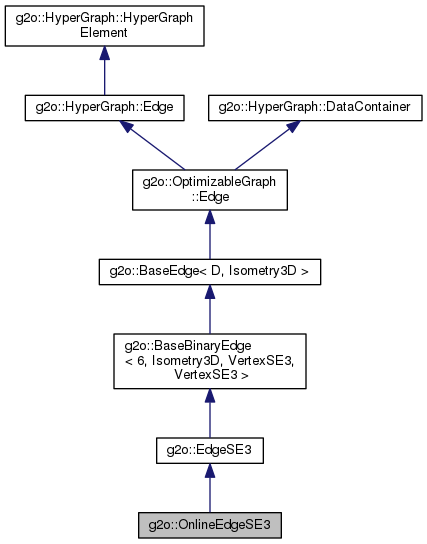 g2o::HyperGraph::HyperGraph
Element
g2o::HyperGraph::Edge
g2o::HyperGraph::DataContainer
g2o::OptimizableGraph
::Edge
g2o::BaseEdge< D, Isometry3D >
g2o::BaseBinaryEdge
< 6, Isometry3D, VertexSE3,
VertexSE3 >
g2o::EdgeSE3
g2o::OnlineEdgeSE3